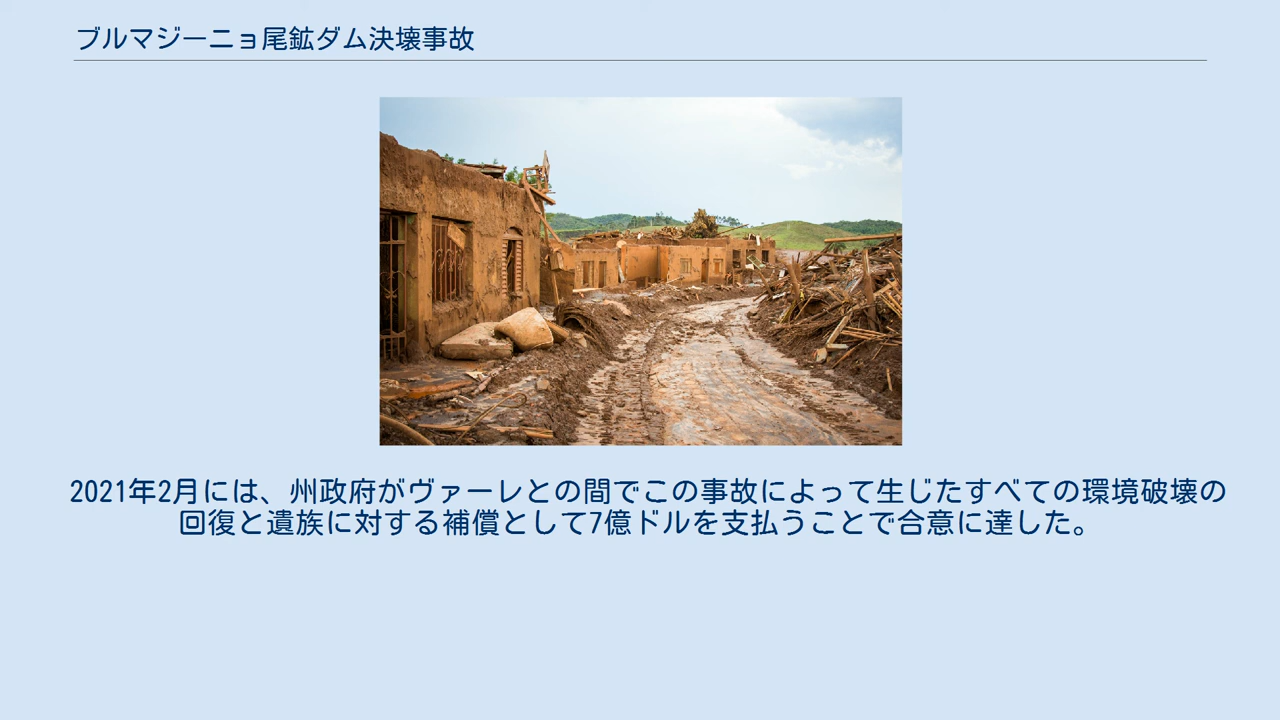 ブルマジーニョ尾鉱ダム決壊事故
2021年2月には、州政府がヴァーレとの間でこの事故によって生じたすべての環境破壊の
回復と遺族に対する補償として7億ドルを支払うことで合意に達した。